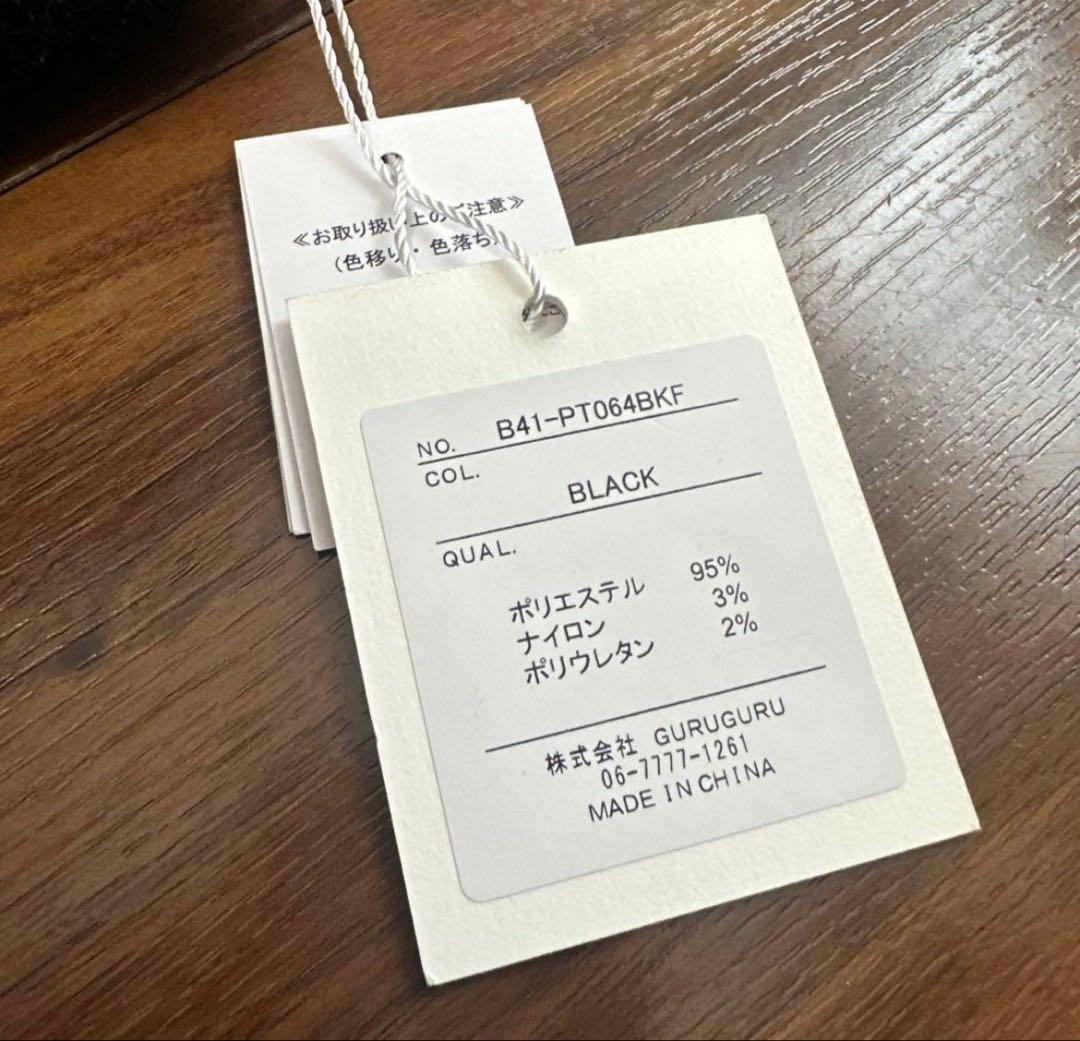 ≪お取り扱い上のご注意≫
(色移り・色落ち
NO. B41-PT064BKF
COL.
BLACK
QUAL.
ポリエステル 95%
ナイロン 3%
ポリウレタン 2%
株式会社 GURUGURU
06-7777-1261
MADE IN CHINA